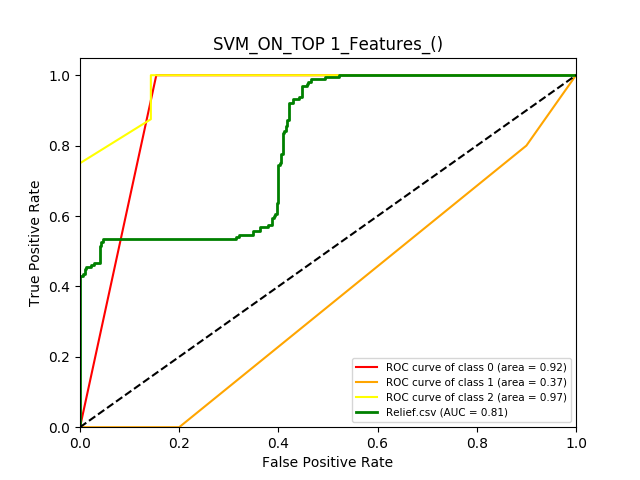 SVM_ON_TOP 1_Features_()
1.0
0.8
0.6
0.4
0.2
0.0
True Positive Rate
ROC curve of class 0 (area = 0.92)
ROC curve of class 1 (area = 0.37)
ROC curve of class 2 (area = 0.97)
Relief.csv (AUC = 0.81)
0.0 0.2 0.4 0.6 0.8 1.0
False Positive Rate